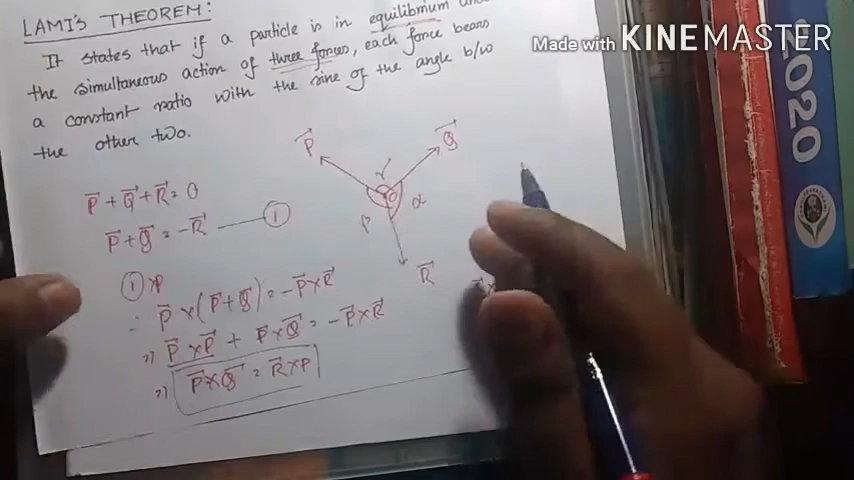 Made with KINEMASTER
LAMI'S THEOREM:
It states that if a particle is in equilibrium
the simultaneous action of three forces, each force bears
a constant ratio with the sine of the angle b/w
the other two.
P⃗ + Q⃗ + R⃗ = 0
P⃗ + Q⃗ = -R⃗ ——— ①
P⃗
Q⃗
γ
α
β
R⃗
① xp
P⃗ x (P⃗ + Q⃗) = -P⃗ x R⃗
=> P⃗ x P⃗ + P⃗ x Q⃗ = -P⃗ x R⃗
=> P⃗ x Q⃗ = R⃗ x P
2020